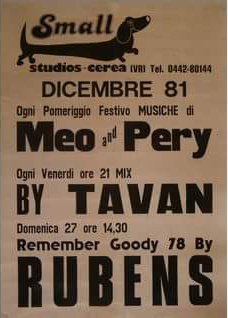 Small
studios-cerea (VR) Tel. 0442-80144
DICEMBRE 81
Ogni Pomeriggio Festivo MUSICHE di
Meo and Pery
Ogni Venerdi ore 21 MIX
BY TAVAN
Domenica 27 ore 14,30
Remember Goody 78 By
RUBENS